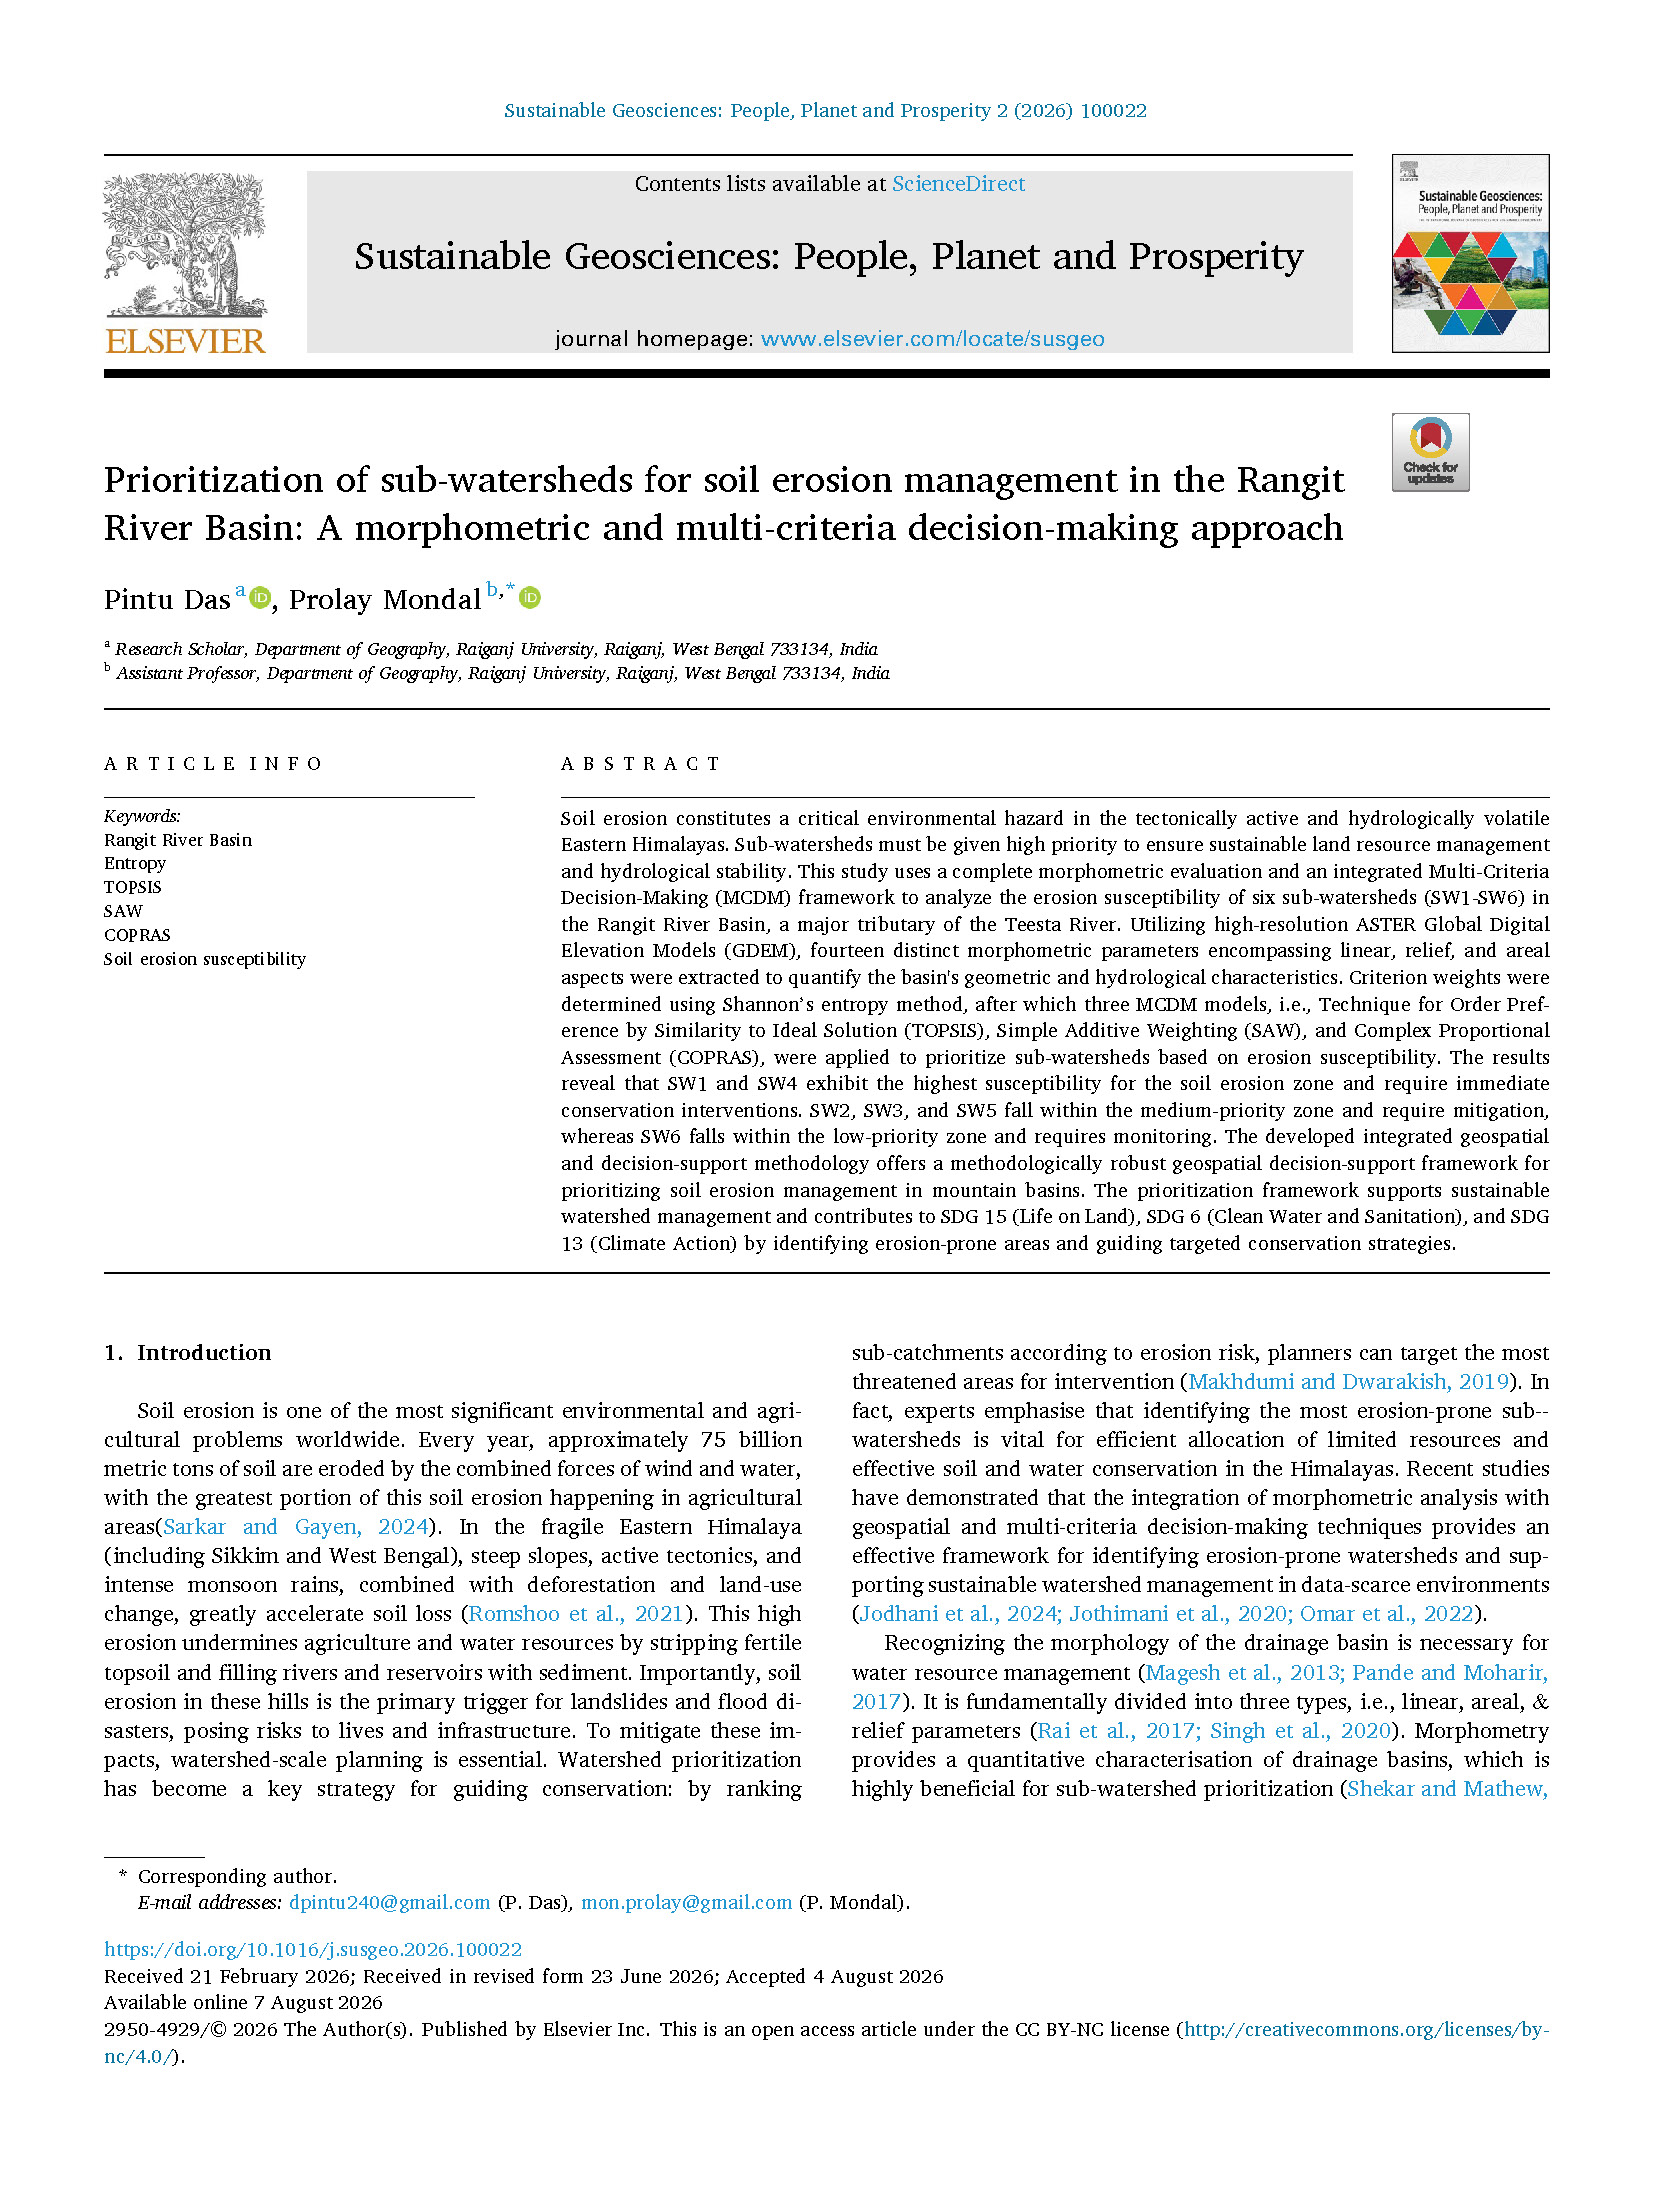 Sustainable Geosciences: People, Planet and Prosperity 2 (2026) 100022
Contents lists available at ScienceDirect
Sustainable Geosciences: People, Planet and Prosperity
journal homepage: www.elsevier.com/locate/susgeo
ELSEVIER
ELSEVIER
Sustainable Geosciences:
People, Planet and Prosperity
Check for
updates
Prioritization of sub-watersheds for soil erosion management in the Rangit
River Basin: A morphometric and multi-criteria decision-making approach
Pintu Das a, Prolay Mondal b,*
a Research Scholar, Department of Geography, Raiganj University, Raiganj, West Bengal 733134, India
b Assistant Professor, Department of Geography, Raiganj University, Raiganj, West Bengal 733134, India
A R T I C L E I N F O
Keywords:
Rangit River Basin
Entropy
TOPSIS
SAW
COPRAS
Soil erosion susceptibility
A B S T R A C T
Soil erosion constitutes a critical environmental hazard in the tectonically active and hydrologically volatile
Eastern Himalayas. Sub-watersheds must be given high priority to ensure sustainable land resource management
and hydrological stability. This study uses a complete morphometric evaluation and an integrated Multi-Criteria
Decision-Making (MCDM) framework to analyze the erosion susceptibility of six sub-watersheds (SW1-SW6) in
the Rangit River Basin, a major tributary of the Teesta River. Utilizing high-resolution ASTER Global Digital
Elevation Models (GDEM), fourteen distinct morphometric parameters encompassing linear, relief, and areal
aspects were extracted to quantify the basin's geometric and hydrological characteristics. Criterion weights were
determined using Shannon's entropy method, after which three MCDM models, i.e., Technique for Order Pref-
erence by Similarity to Ideal Solution (TOPSIS), Simple Additive Weighting (SAW), and Complex Proportional
Assessment (COPRAS), were applied to prioritize sub-watersheds based on erosion susceptibility. The results
reveal that SW1 and SW4 exhibit the highest susceptibility for the soil erosion zone and require immediate
conservation interventions. SW2, SW3, and SW5 fall within the medium-priority zone and require mitigation,
whereas SW6 falls within the low-priority zone and requires monitoring. The developed integrated geospatial
and decision-support methodology offers a methodologically robust geospatial decision-support framework for
prioritizing soil erosion management in mountain basins. The prioritization framework supports sustainable
watershed management and contributes to SDG 15 (Life on Land), SDG 6 (Clean Water and Sanitation), and SDG
13 (Climate Action) by identifying erosion-prone areas and guiding targeted conservation strategies.
1. Introduction
Soil erosion is one of the most significant environmental and agri-
cultural problems worldwide. Every year, approximately 75 billion
metric tons of soil are eroded by the combined forces of wind and water,
with the greatest portion of this soil erosion happening in agricultural
areas(Sarkar and Gayen, 2024). In the fragile Eastern Himalaya
(including Sikkim and West Bengal), steep slopes, active tectonics, and
intense monsoon rains, combined with deforestation and land-use
change, greatly accelerate soil loss (Romshoo et al., 2021). This high
erosion undermines agriculture and water resources by stripping fertile
topsoil and filling rivers and reservoirs with sediment. Importantly, soil
erosion in these hills is the primary trigger for landslides and flood di-
sasters, posing risks to lives and infrastructure. To mitigate these im-
pacts, watershed-scale planning is essential. Watershed prioritization
has become a key strategy for guiding conservation: by ranking
sub-catchments according to erosion risk, planners can target the most
threatened areas for intervention (Makhdumi and Dwarakish, 2019). In
fact, experts emphasise that identifying the most erosion-prone sub--
watersheds is vital for efficient allocation of limited resources and
effective soil and water conservation in the Himalayas. Recent studies
have demonstrated that the integration of morphometric analysis with
geospatial and multi-criteria decision-making techniques provides an
effective framework for identifying erosion-prone watersheds and sup-
porting sustainable watershed management in data-scarce environments
(Jodhani et al., 2024; Jothimani et al., 2020; Omar et al., 2022).
Recognizing the morphology of the drainage basin is necessary for
water resource management (Magesh et al., 2013; Pande and Moharir,
2017). It is fundamentally divided into three types, i.e., linear, areal, &
relief parameters (Rai et al., 2017; Singh et al., 2020). Morphometry
provides a quantitative characterisation of drainage basins, which is
highly beneficial for sub-watershed prioritization (Shekar and Mathew,
* Corresponding author.
E-mail addresses: dpintu240@gmail.com (P. Das), mon.prolay@gmail.com (P. Mondal).
https://doi.org/10.1016/j.susgeo.2026.100022
Received 21 February 2026; Received in revised form 23 June 2026; Accepted 4 August 2026
Available online 7 August 2026
2950-4929/© 2026 The Author(s). Published by Elsevier Inc. This is an open access article under the CC BY-NC license (http://creativecommons.org/licenses/by-
nc/4.0/).